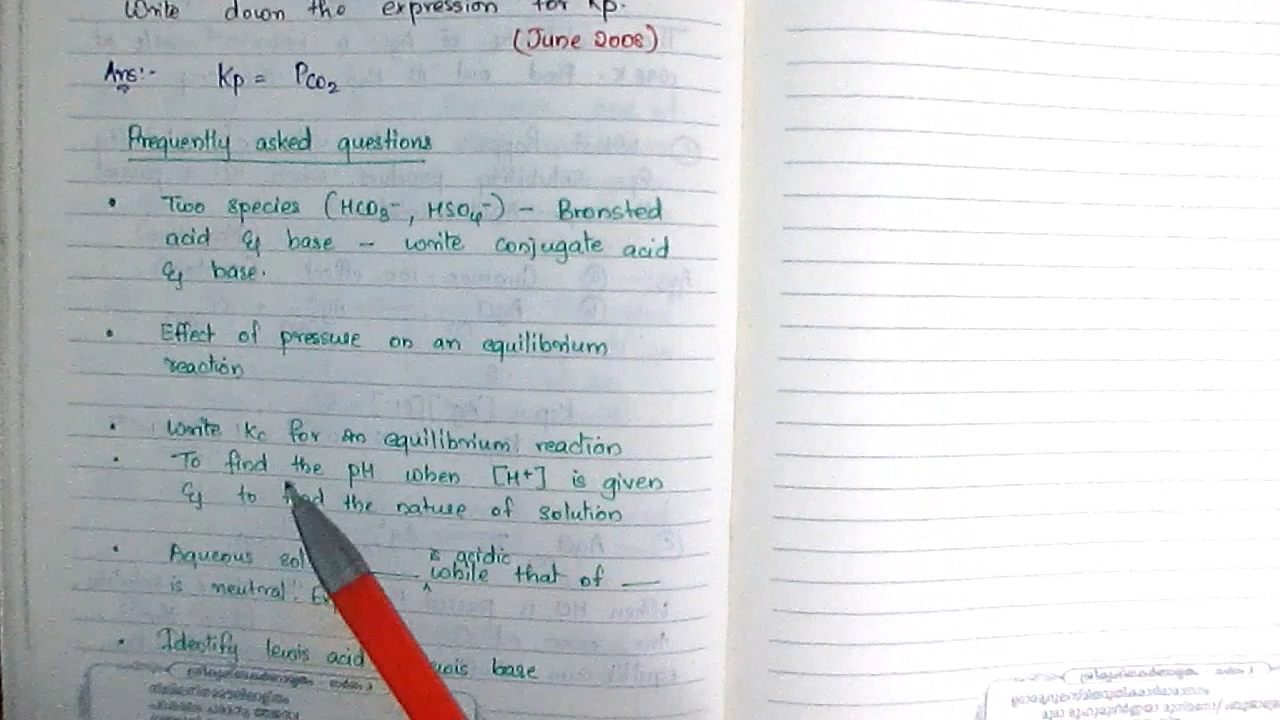 Write down the expression for Kp.
(June 2008)
Ans:- Kp = PCO₂
Frequently asked questions
• Two species (HCO₃⁻, HSO₄⁻) – Bronsted
acid & base – write conjugate acid
& base.
• Effect of pressure on an equilibrium
reaction
• Write Kc for an equilibrium reaction
• To find the pH when [H+] is given
& to find the nature of solution
• Aqueous sol is acidic
while that of —
is neutral.
• Identify lewis acid base